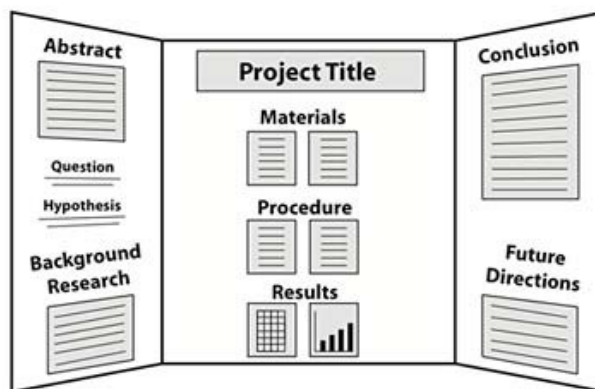 Abstract
Question
Hypothesis
Background
Research
Project Title
Materials
Procedure
Results
Conclusion
Future
Directions